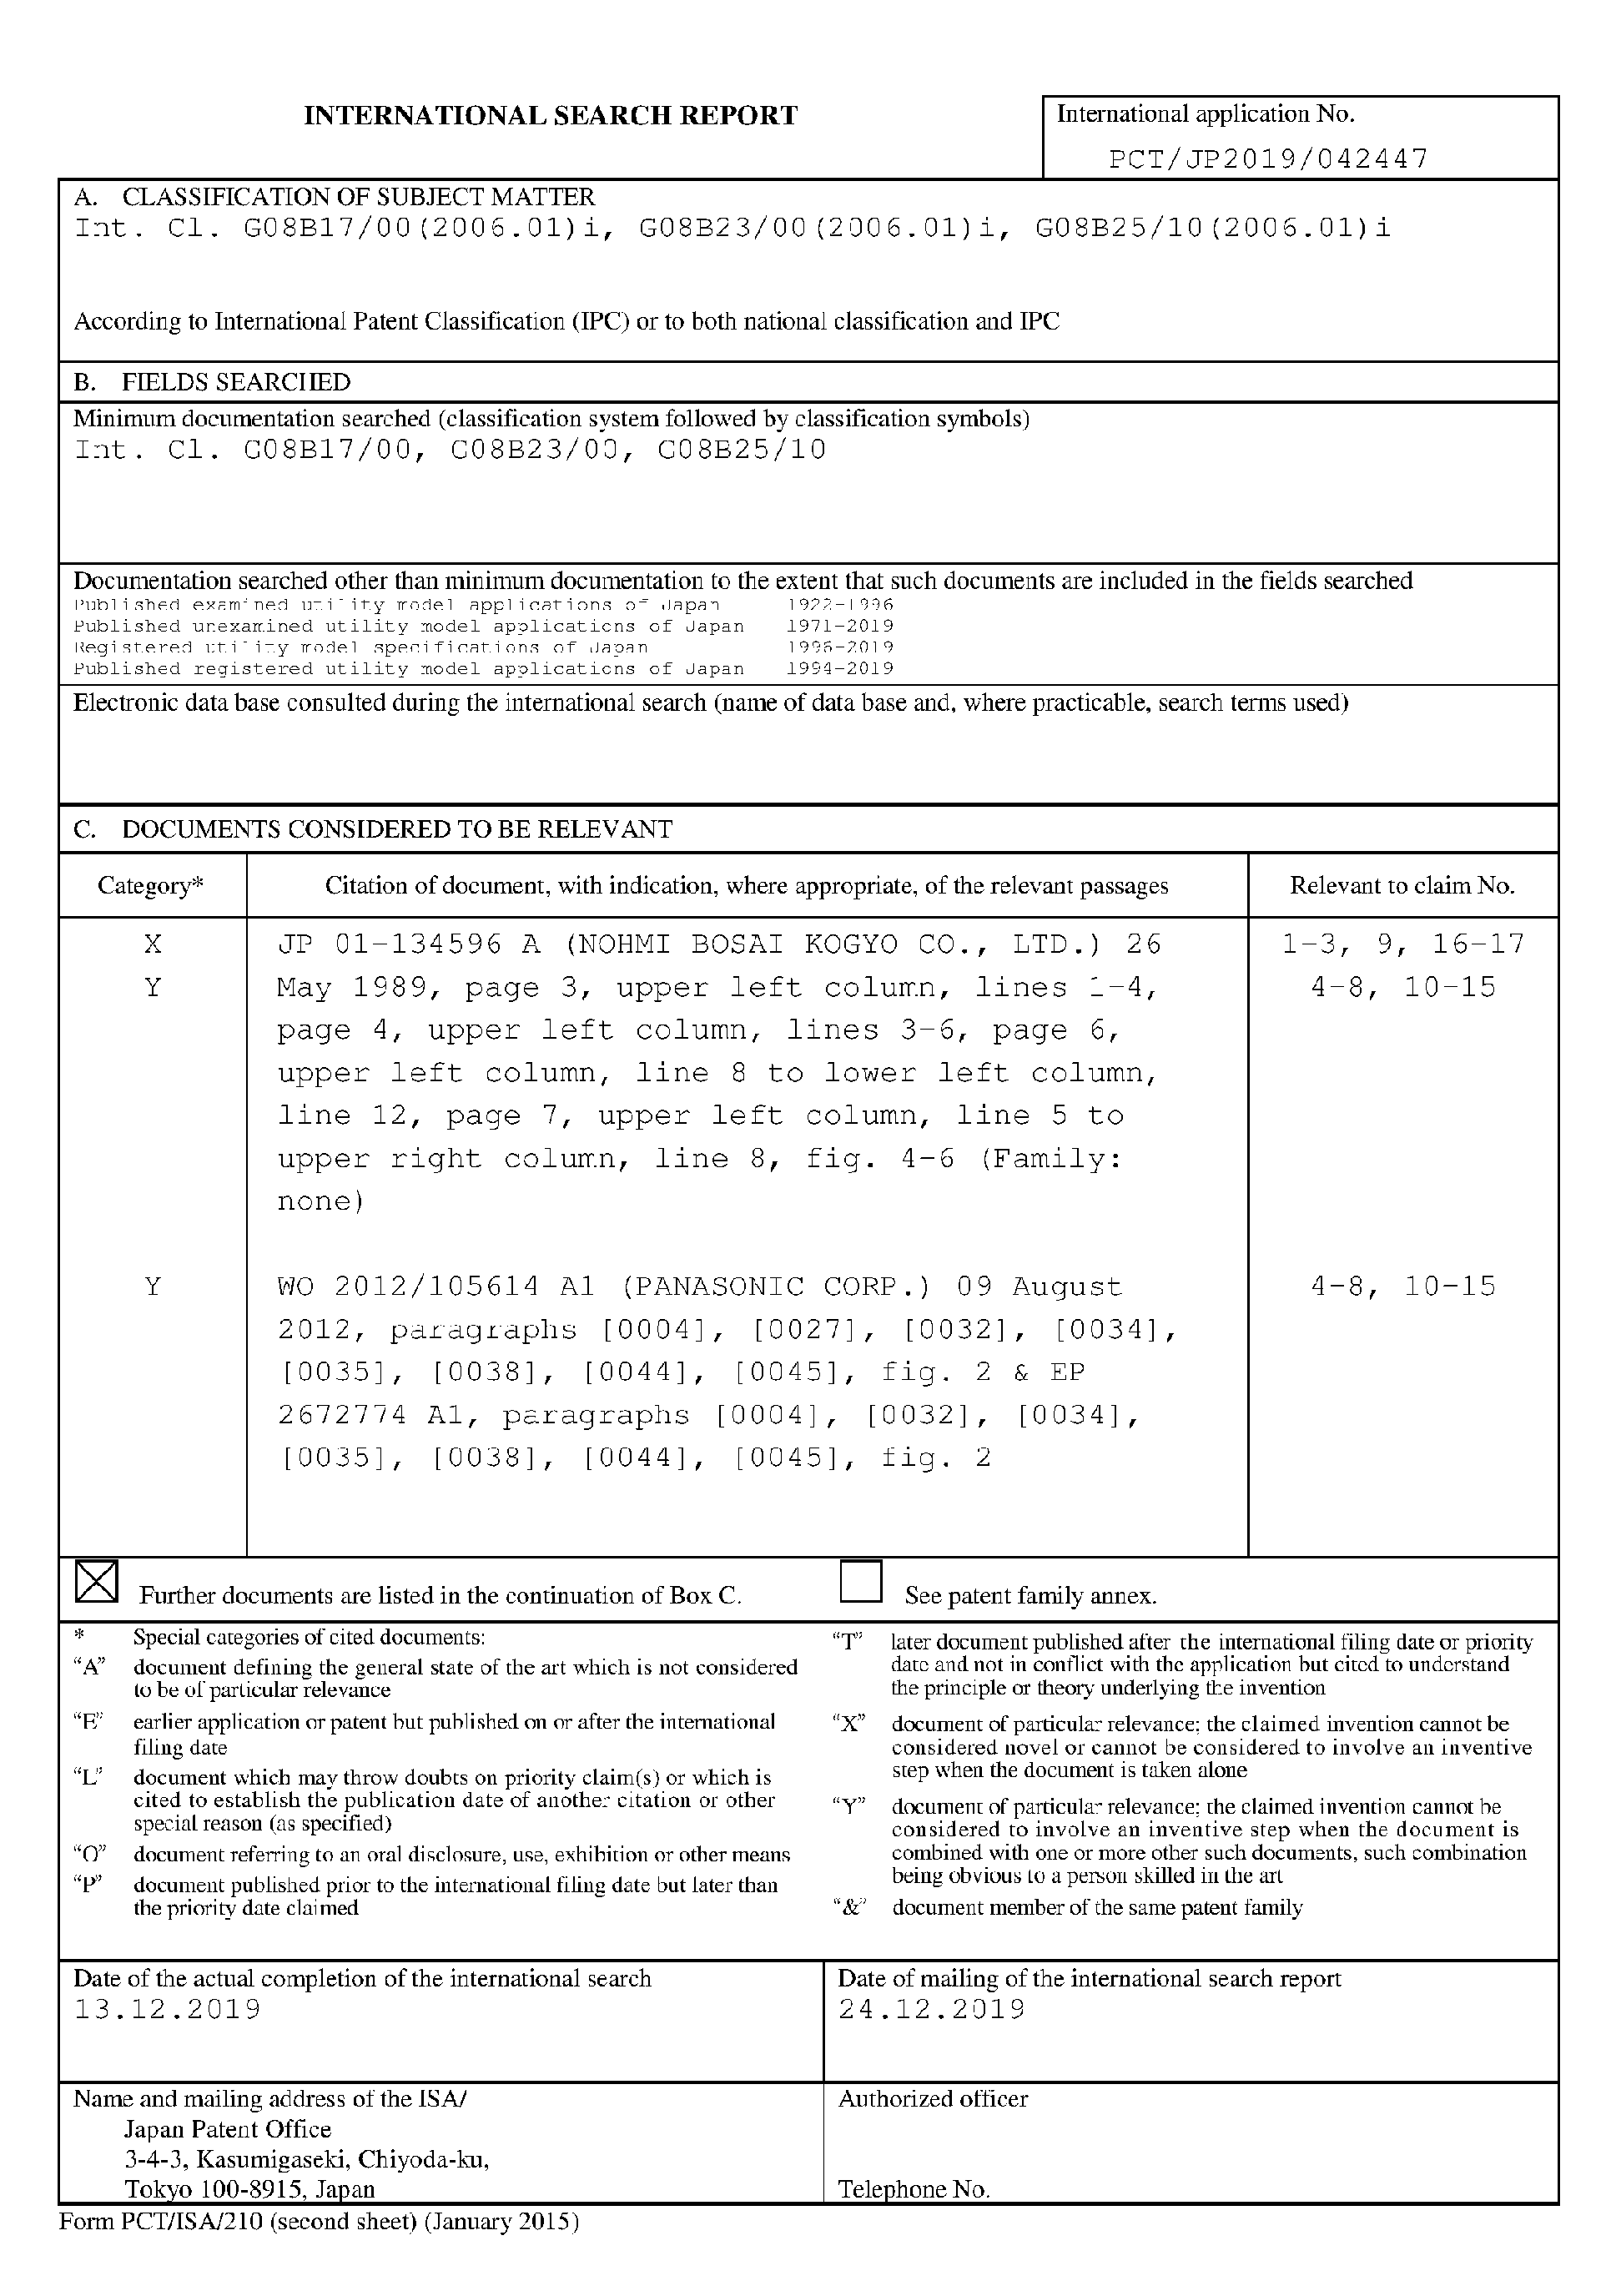 INTERNATIONAL SEARCH REPORT
International application No.
PCT/JP2019/042447
A. CLASSIFICATION OF SUBJECT MATTER
Int. Cl. G08B17/00(2006.01)i, G08B23/00(2006.01)i, G08B25/10(2006.01)i
According to International Patent Classification (IPC) or to both national classification and IPC
B. FIELDS SEARCHED
Minimum documentation searched (classification system followed by classification symbols)
Int. Cl. G08B17/00, G08B23/00, G08B25/10
Documentation searched other than minimum documentation to the extent that such documents are included in the fields searched
Published examined utility model applications of Japan 1922-1996
Published unexamined utility model applications of Japan 1971-2019
Registered utility model specifications of Japan 1996-2019
Published registered utility model applications of Japan 1994-2019
Electronic data base consulted during the international search (name of data base and, where practicable, search terms used)
C. DOCUMENTS CONSIDERED TO BE RELEVANT
Category* Citation of document, with indication, where appropriate, of the relevant passages Relevant to claim No.
X JP 01-134596 A (NOHMI BOSAI KOGYO CO., LTD.) 26 1-3, 9, 16-17
Y May 1989, page 3, upper left column, lines 1-4, 4-8, 10-15
page 4, upper left column, lines 3-6, page 6,
upper left column, line 8 to lower left column,
line 12, page 7, upper left column, line 5 to
upper right column, line 8, fig. 4-6 (Family:
none)
Y WO 2012/105614 A1 (PANASONIC CORP.) 09 August 4-8, 10-15
2012, paragraphs [0004], [0027], [0032], [0034],
[0035], [0038], [0044], [0045], fig. 2 & EP
2672774 A1, paragraphs [0004], [0032], [0034],
[0035], [0038], [0044], [0045], fig. 2
Further documents are listed in the continuation of Box C.
See patent family annex.
* Special categories of cited documents:
"A" document defining the general state of the art which is not considered
to be of particular relevance
"E" earlier application or patent but published on or after the international
filing date
"L" document which may throw doubts on priority claim(s) or which is
cited to establish the publication date of another citation or other
special reason (as specified)
"O" document referring to an oral disclosure, use, exhibition or other means
"P" document published prior to the international filing date but later than
the priority date claimed
"T" later document published after the international filing date or priority
date and not in conflict with the application but cited to understand
the principle or theory underlying the invention
"X" document of particular relevance; the claimed invention cannot be
considered novel or cannot be considered to involve an inventive
step when the document is taken alone
"Y" document of particular relevance; the claimed invention cannot be
considered to involve an inventive step when the document is
combined with one or more other such documents, such combination
being obvious to a person skilled in the art
"&" document member of the same patent family
Date of the actual completion of the international search
13.12.2019
Date of mailing of the international search report
24.12.2019
Name and mailing address of the ISA/
Japan Patent Office
3-4-3, Kasumigaseki, Chiyoda-ku,
Tokyo 100-8915, Japan
Authorized officer
Telephone No.
Form PCT/ISA/210 (second sheet) (January 2015)